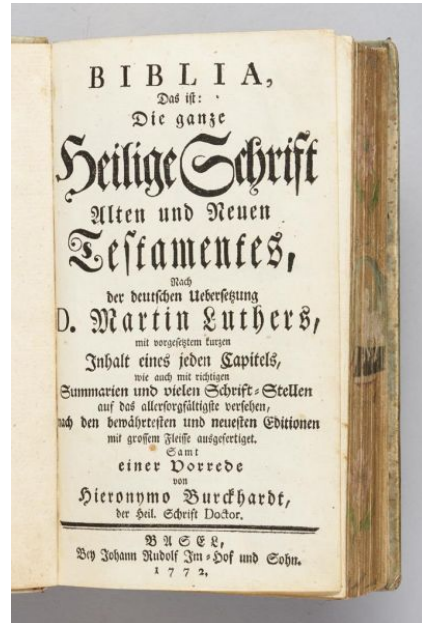 BIBLIA,
Das ist:
Die ganze
Heilige Schrift
Alten und Neuen
Testamentes,
Nach
der deutschen Uebersetzung
D. Martin Luthers,
mit vorgesetztem kurzen
Inhalt eines jeden Capitels,
wie auch mit richtigen
Summarien und vielen Schrift-Stellen
auf das allersorgfältigste versehen,
nach den bewährtesten und neuesten Editionen
mit grossem Fleisse ausgefertiget.
Samt
einer Vorrede
von
Hieronymo Burckhardt,
der Heil. Schrift Doctor.
BASEL,
Bey Johann Rudolf Im-Hof und Sohn.
1772.